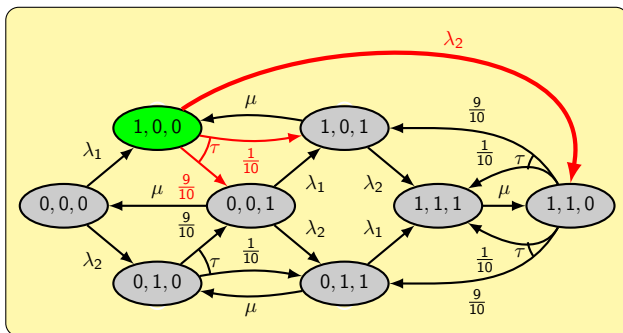 λ₂
1, 0, 0
μ
1, 0, 1
9/10
λ₁
τ
1/10
λ₁
λ₂
1/10
τ
0, 0, 0
μ
9/10
9/10
0, 0, 1
1, 1, 1
μ
1, 1, 0
λ₂
τ
1/10
λ₂
λ₁
1/10
τ
0, 1, 0
μ
0, 1, 1
9/10